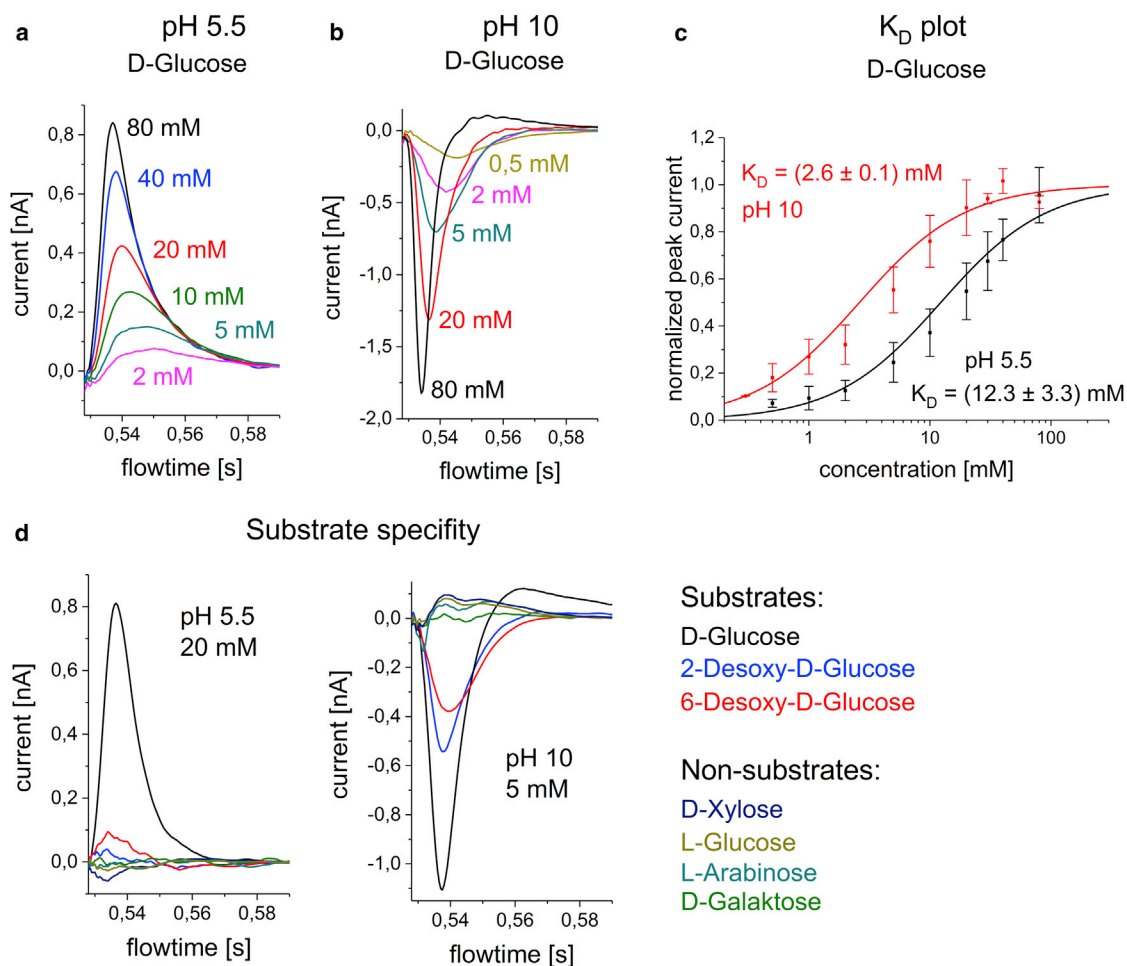 a
pH 5.5
D-Glucose
current [nA]
0,8
0,6
0,4
0,2
0,0
80 mM
40 mM
20 mM
10 mM
5 mM
2 mM
0,54
0,56
0,58
flowtime [s]
b
pH 10
D-Glucose
current [nA]
0,0
-0,5
-1,0
-1,5
-2,0
0,5 mM
2 mM
5 mM
20 mM
80 mM
0,54
0,56
0,58
flowtime [s]
c
K_D plot
D-Glucose
normalized peak current
1,2
1,0
0,8
0,6
0,4
0,2
0,0
K_D = (2.6 ± 0.1) mM
pH 10
pH 5.5
K_D = (12.3 ± 3.3) mM
1
10
100
concentration [mM]
d
Substrate specifity
current [nA]
0,8
0,6
0,4
0,2
0,0
pH 5.5
20 mM
0,54
0,56
0,58
flowtime [s]
current [nA]
0,0
-0,2
-0,4
-0,6
-0,8
-1,0
pH 10
5 mM
0,54
0,56
0,58
flowtime [s]
Substrates:
D-Glucose
2-Desoxy-D-Glucose
6-Desoxy-D-Glucose
Non-substrates:
D-Xylose
L-Glucose
L-Arabinose
D-Galaktose